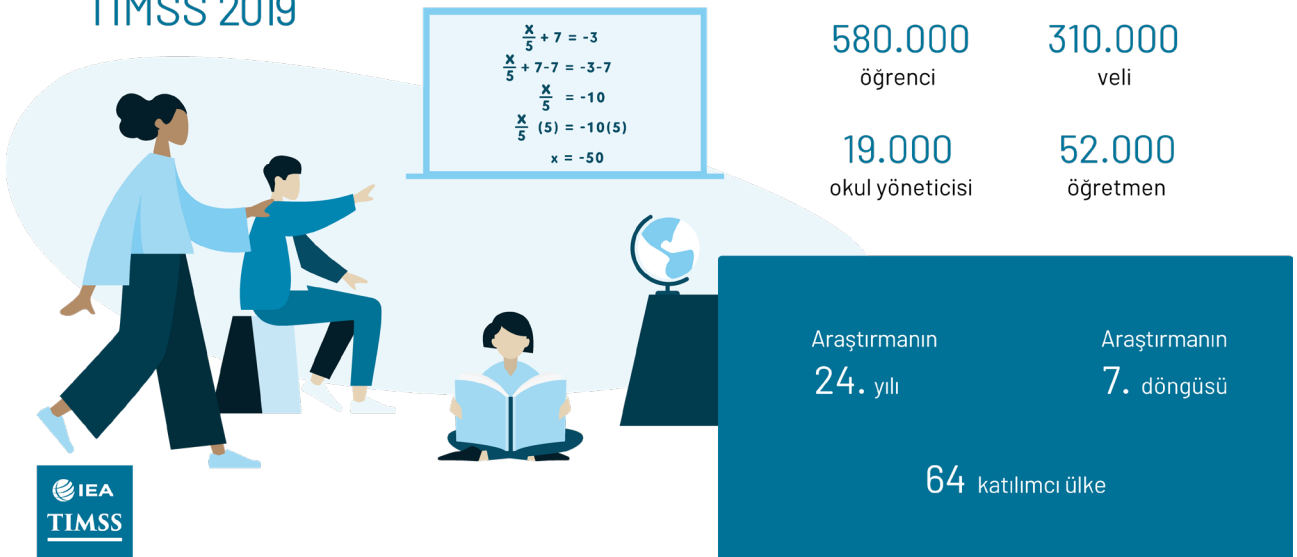 TIMSS 2019
x/5 + 7 = -3
x/5 + 7-7 = -3-7
x/5 = -10
x/5 (5) = -10(5)
x = -50
580.000
öğrenci
310.000
veli
19.000
okul yöneticisi
52.000
öğretmen
Araştırmanın
24. yılı
Araştırmanın
7. döngüsü
64 katılımcı ülke
IEA
TIMSS